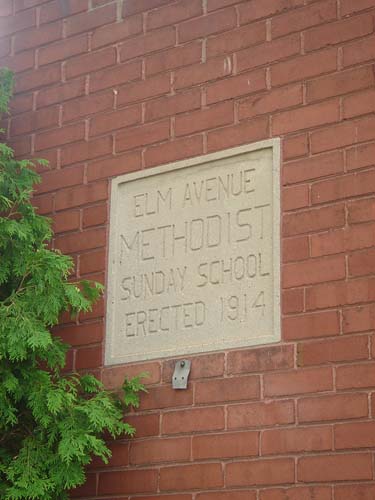 ELM AVENUE
METHODIST
SUNDAY SCHOOL
ERECTED 1914